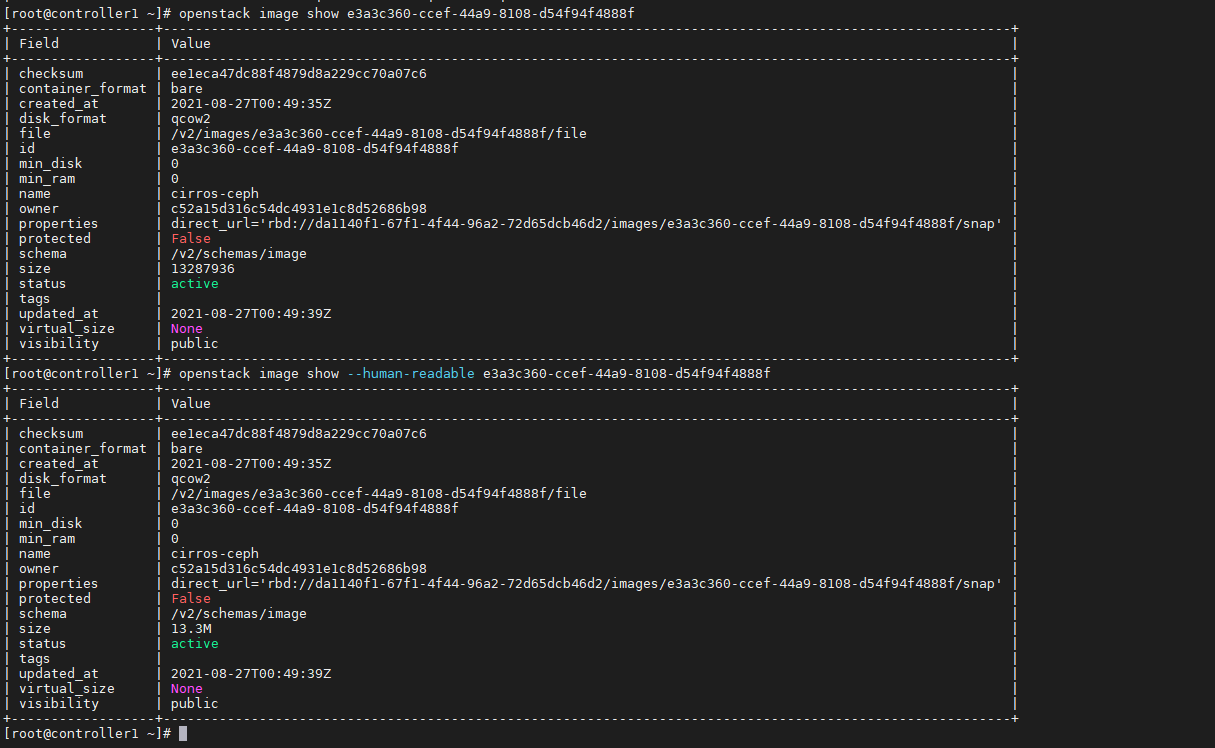 [root@controller1 ~]# openstack image show e3a3c360-ccef-44a9-8108-d54f94f4888f
+------------------+----------------------------------------------------------------------------------------------------------+
| Field | Value |
+------------------+----------------------------------------------------------------------------------------------------------+
| checksum | ee1eca47dc88f4879d8a229cc70a07c6 |
| container_format | bare |
| created_at | 2021-08-27T00:49:35Z |
| disk_format | qcow2 |
| file | /v2/images/e3a3c360-ccef-44a9-8108-d54f94f4888f/file |
| id | e3a3c360-ccef-44a9-8108-d54f94f4888f |
| min_disk | 0 |
| min_ram | 0 |
| name | cirros-ceph |
| owner | c52a15d316c54dc4931e1c8d52686b98 |
| properties | direct_url='rbd://da1140f1-67f1-4f44-96a2-72d65dcb46d2/images/e3a3c360-ccef-44a9-8108-d54f94f4888f/snap' |
| protected | False |
| schema | /v2/schemas/image |
| size | 13287936 |
| status | active |
| tags | |
| updated_at | 2021-08-27T00:49:39Z |
| virtual_size | None |
| visibility | public |
+------------------+----------------------------------------------------------------------------------------------------------+
[root@controller1 ~]# openstack image show --human-readable e3a3c360-ccef-44a9-8108-d54f94f4888f
+------------------+----------------------------------------------------------------------------------------------------------+
| Field | Value |
+------------------+----------------------------------------------------------------------------------------------------------+
| checksum | ee1eca47dc88f4879d8a229cc70a07c6 |
| container_format | bare |
| created_at | 2021-08-27T00:49:35Z |
| disk_format | qcow2 |
| file | /v2/images/e3a3c360-ccef-44a9-8108-d54f94f4888f/file |
| id | e3a3c360-ccef-44a9-8108-d54f94f4888f |
| min_disk | 0 |
| min_ram | 0 |
| name | cirros-ceph |
| owner | c52a15d316c54dc4931e1c8d52686b98 |
| properties | direct_url='rbd://da1140f1-67f1-4f44-96a2-72d65dcb46d2/images/e3a3c360-ccef-44a9-8108-d54f94f4888f/snap' |
| protected | False |
| schema | /v2/schemas/image |
| size | 13.3M |
| status | active |
| tags | |
| updated_at | 2021-08-27T00:49:39Z |
| virtual_size | None |
| visibility | public |
+------------------+----------------------------------------------------------------------------------------------------------+
[root@controller1 ~]#